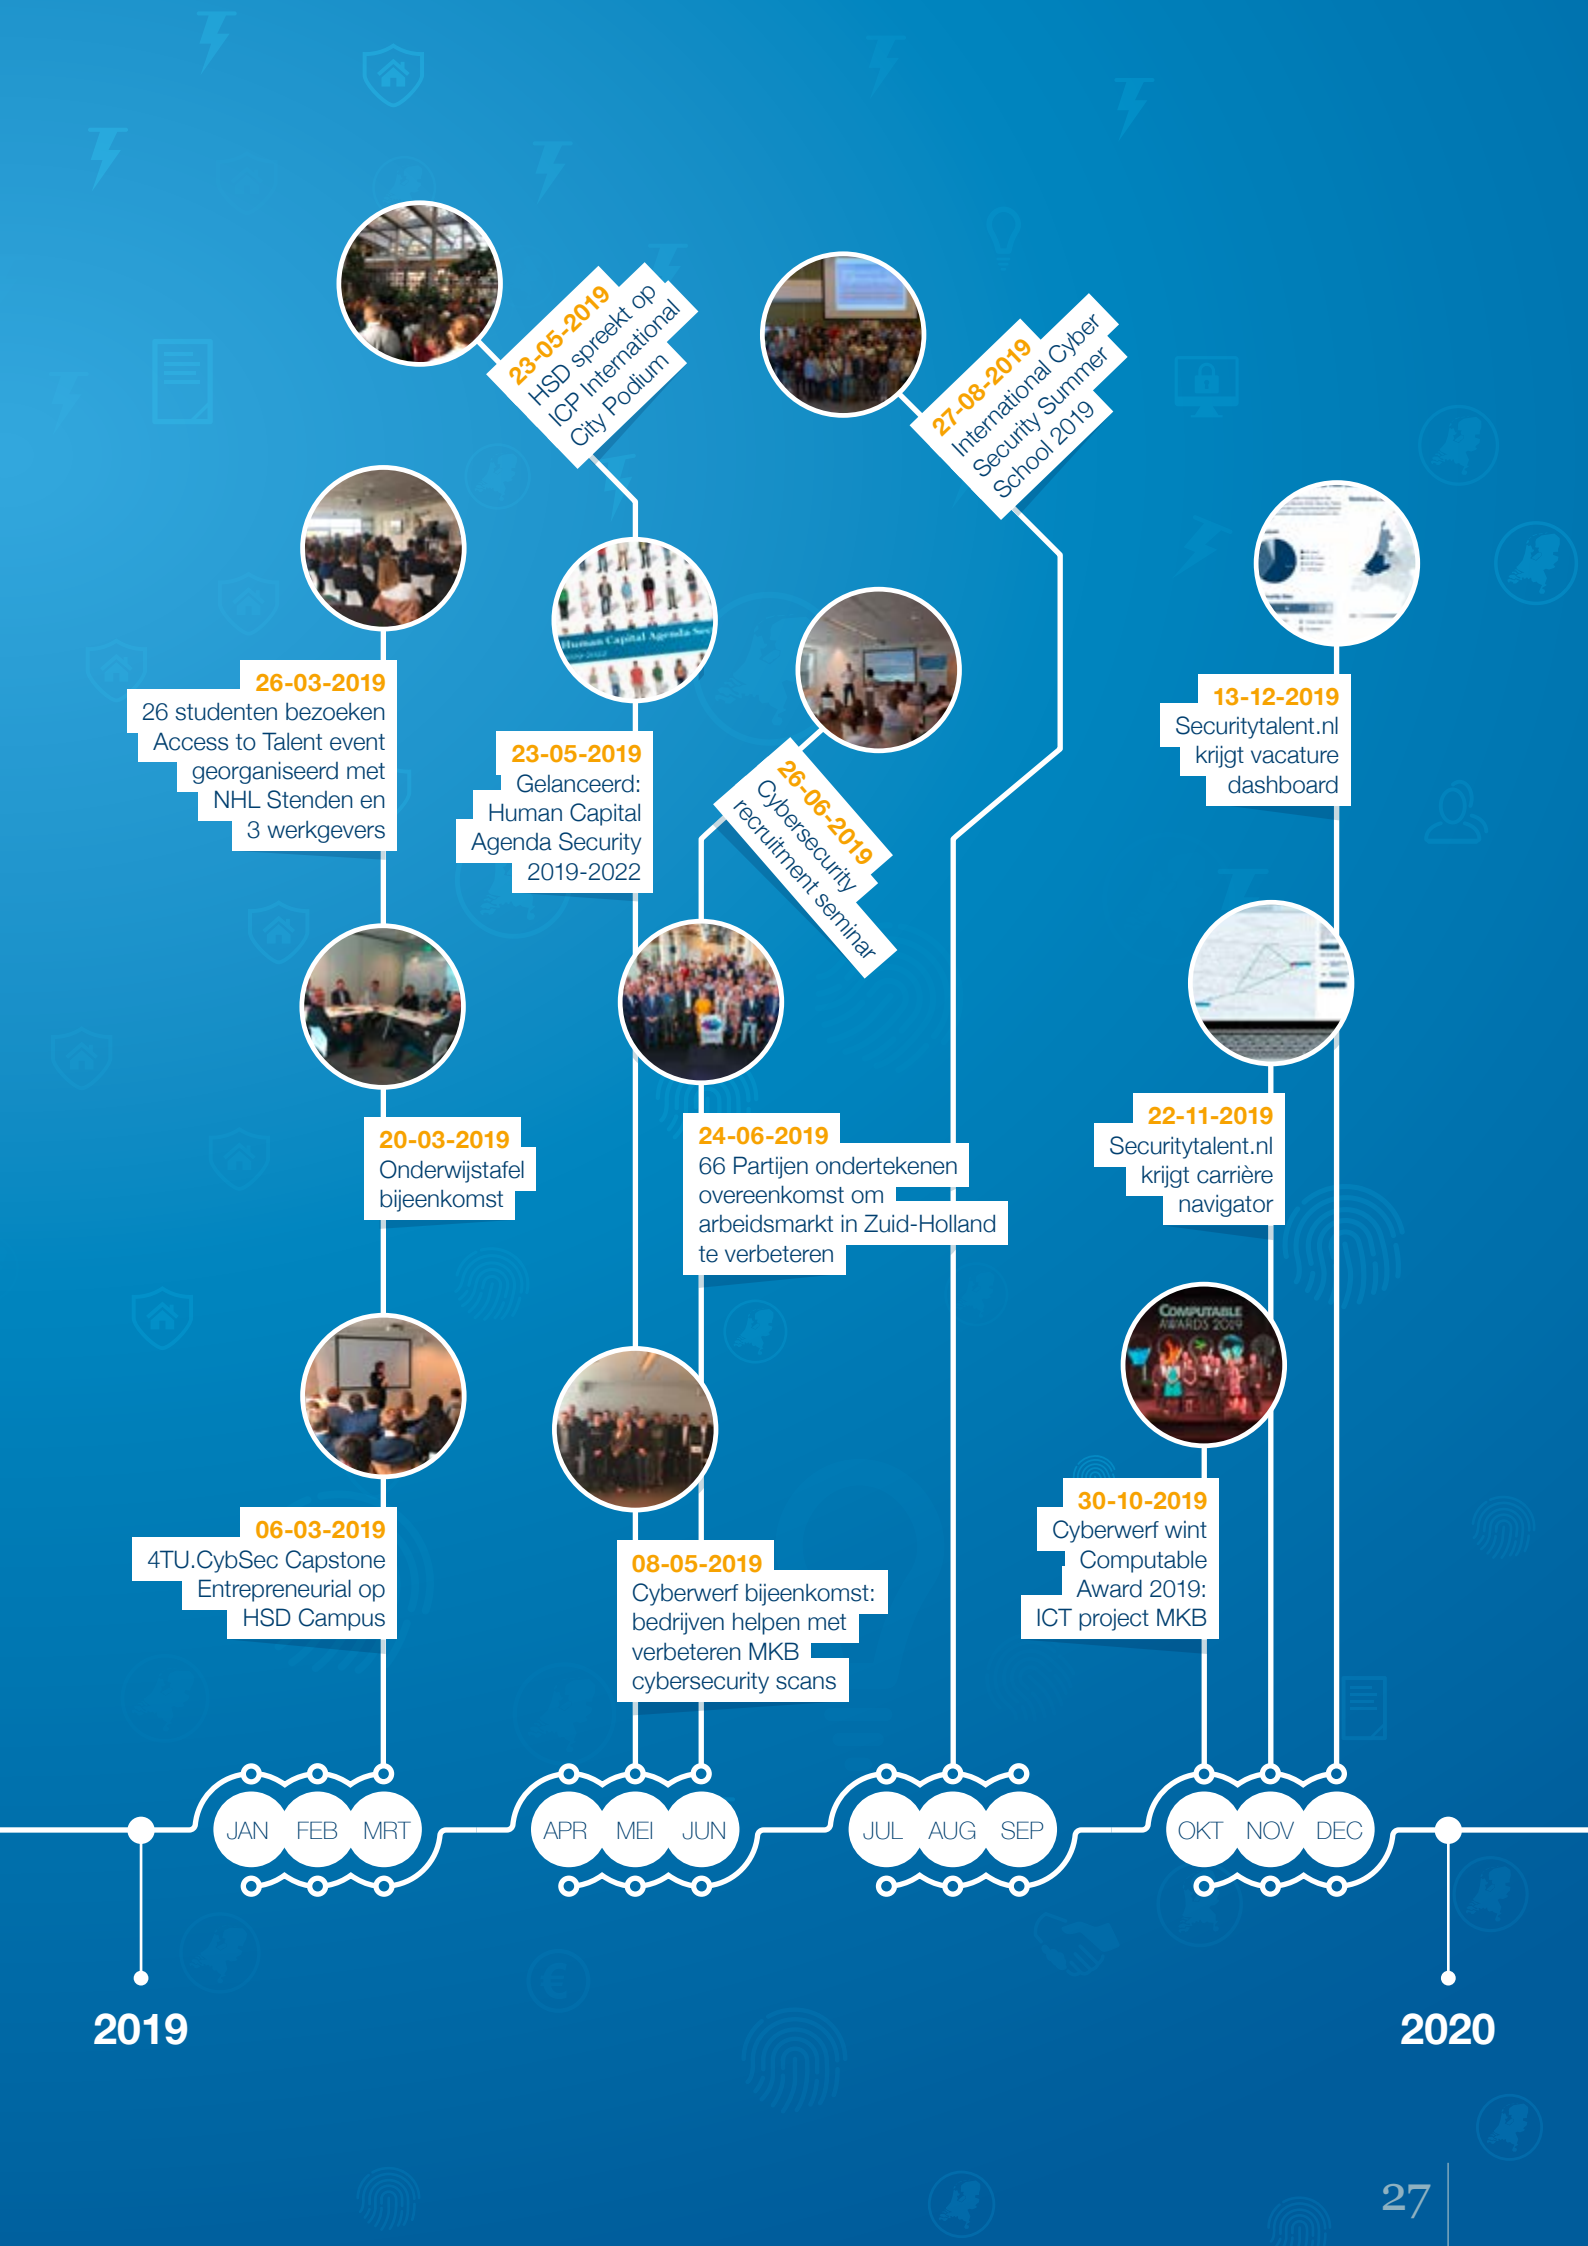 23-05-2019
HSD spreekt op
ICP International
City Podium
27-08-2019
International Cyber
Security Summer
School 2019
26-03-2019
26 studenten bezoeken
Access to Talent event
georganiseerd met
NHL Stenden en
3 werkgevers
Human Capital Agenda Sec
2019-2022
23-05-2019
Gelanceerd:
Human Capital
Agenda Security
2019-2022
26-06-2019
Cybersecurity
recruitment seminar
13-12-2019
Securitytalent.nl
krijgt vacature
dashboard
20-03-2019
Onderwijstafel
bijeenkomst
24-06-2019
66 Partijen ondertekenen
overeenkomst om
arbeidsmarkt in Zuid-Holland
te verbeteren
22-11-2019
Securitytalent.nl
krijgt carrière
navigator
COMPUTABLE
AWARDS 2019
06-03-2019
4TU.CybSec Capstone
Entrepreneurial op
HSD Campus
08-05-2019
Cyberwerf bijeenkomst:
bedrijven helpen met
verbeteren MKB
cybersecurity scans
30-10-2019
Cyberwerf wint
Computable
Award 2019:
ICT project MKB
JAN FEB MRT APR MEI JUN JUL AUG SEP OKT NOV DEC
2019
2020
27